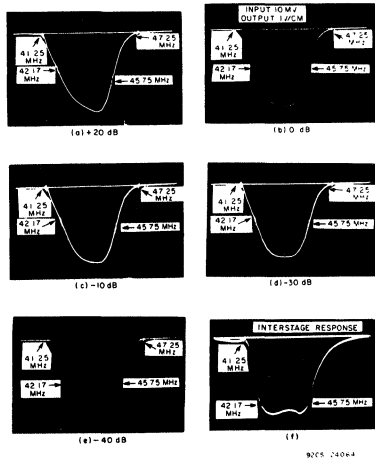 41.25
MHz
42.17
MHz
47.25
MHz
45.75 MHz
(a) +20 dB
INPUT 10 MV
OUTPUT 1 V/CM
41.25
MHz
42.17
MHz
47.25
MHz
45.75 MHz
(b) 0 dB
41.25
MHz
42.17
MHz
47.25
MHz
45.75 MHz
(c) -10 dB
41.25
MHz
42.17
MHz
47.25
MHz
45.75 MHz
(d) -30 dB
41.25
MHz
42.17
MHz
47.25
MHz
45.75 MHz
(e) -40 dB
INTERSTAGE RESPONSE
41.25
MHz
42.17
MHz
45.75 MHz
(f)
92CS-24064